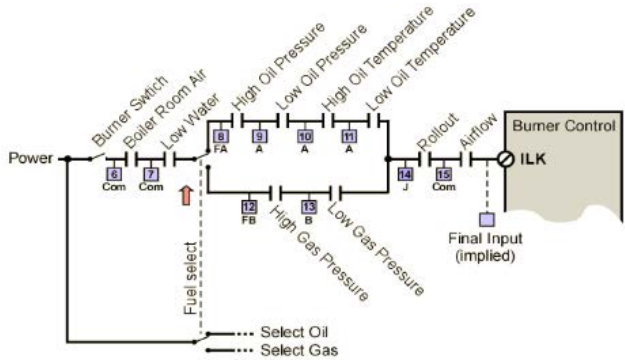 Burner Swtich
Boiler Room Air
Low Water
High Oil Pressure
Low Oil Pressure
High Oil Temperature
Low Oil Temperature
Rollout
Airflow
Burner Control
Power
ILK
6
Com
7
Com
8
FA
9
A
10
A
11
A
12
FB
13
B
14
J
15
Com
High Gas Pressure
Low Gas Pressure
Final Input
(implied)
Fuel select
Select Oil
Select Gas